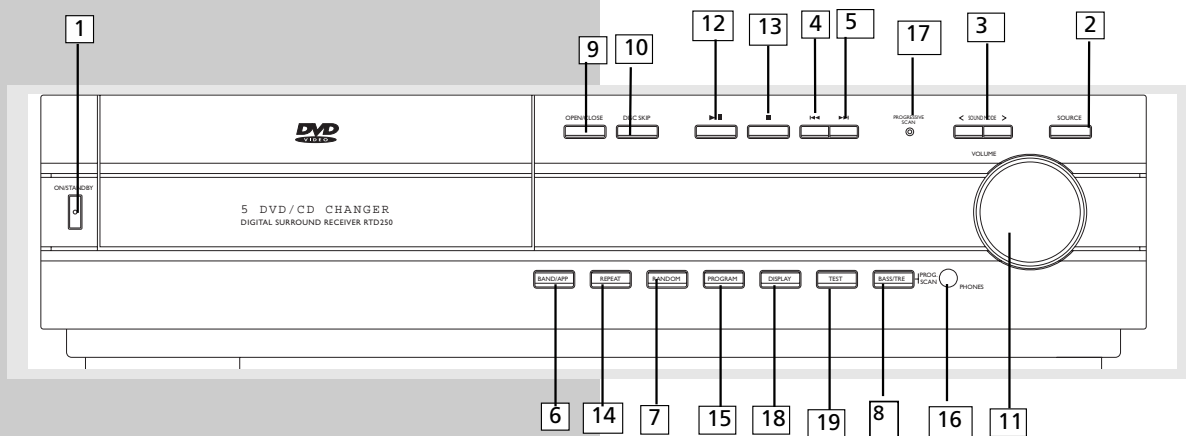 1
12
13
4
5
17
3
2
9
10
OPEN/CLOSE
DISC SKIP
PROGRESSIVE
SCAN
< SOUND MODE >
SOURCE
DVD
VIDEO
VOLUME
ON/STANDBY
5 DVD/CD CHANGER
DIGITAL SURROUND RECEIVER RTD250
BAND/APP
REPEAT
RANDOM
PROGRAM
DISPLAY
TEST
BASS/TRE
PROG.
SCAN
PHONES
6
14
7
15
18
19
8
16
11